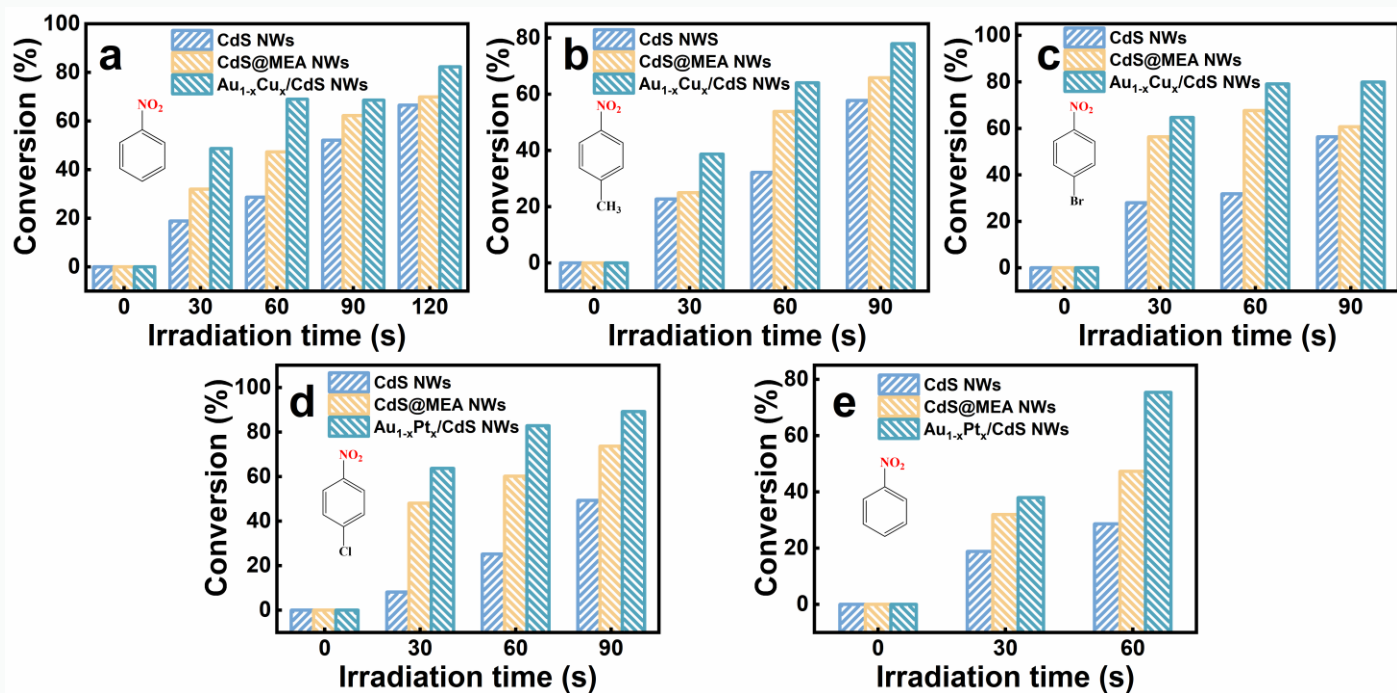 a
Conversion (%)
100
80
60
40
20
0
CdS NWs
CdS@MEA NWs
Au1-xCux/CdS NWs
NO2
0 30 60 90 120
Irradiation time (s)
b
Conversion (%)
80
60
40
20
0
CdS NWS
CdS@MEA NWs
Au1-xCux/CdS NWs
NO2
CH3
0 30 60 90
Irradiation time (s)
c
Conversion (%)
100
80
60
40
20
0
CdS NWs
CdS@MEA NWs
Au1-xCux/CdS NWs
NO2
Br
0 30 60 90
Irradiation time (s)
d
Conversion (%)
100
80
60
40
20
0
CdS NWs
CdS@MEA NWs
Au1-xPtx/CdS NWs
NO2
Cl
0 30 60 90
Irradiation time (s)
e
Conversion (%)
80
60
40
20
0
CdS NWs
CdS@MEA NWs
Au1-xPtx/CdS NWs
NO2
0 30 60
Irradiation time (s)